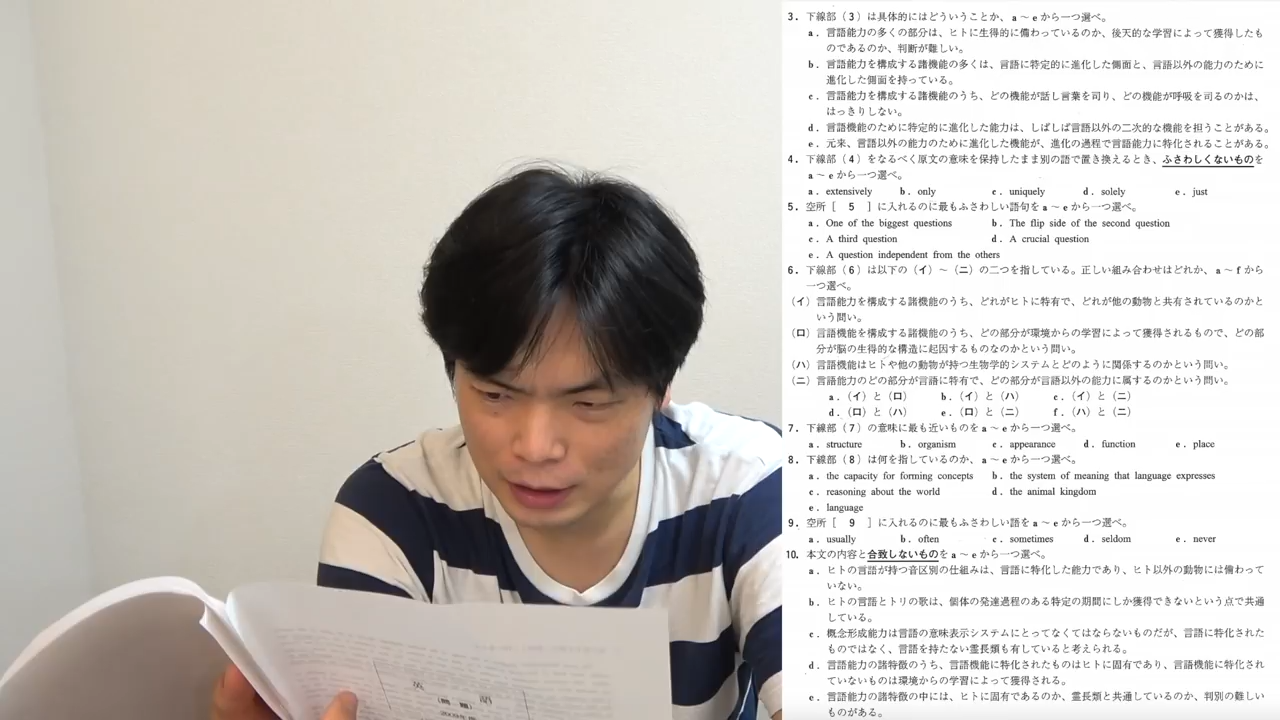 3．下線部（3）は具体的にはどういうことか、a～eから一つ選べ。
a．言語能力の多くの部分は、ヒトに生得的に備わっているのか、後天的な学習によって獲得したも
のであるのか、判断が難しい。
b．言語能力を構成する諸機能の多くは、言語に特定的に進化した側面と、言語以外の能力のために
進化した側面を持っている。
c．言語能力を構成する諸機能のうち、どの機能が話し言葉を司り、どの機能が呼吸を司るのかは、
はっきりしない。
d．言語機能のために特定的に進化した能力は、しばしば言語以外の二次的な機能を担うことがある。
e．元来、言語以外の能力のために進化した機能が、進化の過程で言語能力に特化されることがある。
4．下線部（4）をなるべく原文の意味を保持したまま別の語で置き換えるとき、ふさわしくないものを
a～eから一つ選べ。
a．extensively b．only c．uniquely d．solely e．just
5．空所［ 5 ］に入れるのに最もふさわしい語句をa～eから一つ選べ。
a．One of the biggest questions b．The flip side of the second question
c．A third question d．A crucial question
e．A question independent from the others
6．下線部（6）は以下の（イ）～（ニ）の二つを指している。正しい組み合わせはどれか、a～fから
一つ選べ。
（イ）言語能力を構成する諸機能のうち、どれがヒトに特有で、どれが他の動物と共有されているのかと
いう問い。
（ロ）言語機能を構成する諸機能のうち、どの部分が環境からの学習によって獲得されるもので、どの部
分が脳の生得的な構造に起因するものなのかという問い。
（ハ）言語機能はヒトや他の動物が持つ生物学的システムとどのように関係するのかという問い。
（ニ）言語能力のどの部分が言語に特有で、どの部分が言語以外の能力に属するのかという問い。
a．（イ）と（ロ） b．（イ）と（ハ） c．（イ）と（ニ）
d．（ロ）と（ハ） e．（ロ）と（ニ） f．（ハ）と（ニ）
7．下線部（7）の意味に最も近いものをa～eから一つ選べ。
a．structure b．organism c．appearance d．function e．place
8．下線部（8）は何を指しているのか、a～eから一つ選べ。
a．the capacity for forming concepts b．the system of meaning that language expresses
c．reasoning about the world d．the animal kingdom
e．language
9．空所［ 9 ］に入れるのに最もふさわしい語をa～eから一つ選べ。
a．usually b．often c．sometimes d．seldom e．never
10．本文の内容と合致しないものをa～eから一つ選べ。
a．ヒトの言語が持つ音区別の仕組みは、言語に特化した能力であり、ヒト以外の動物には備わって
いない。
b．ヒトの言語とトリの歌は、個体の発達過程のある特定の期間にしか獲得できないという点で共通
している。
c．概念形成能力は言語の意味表示システムにとってなくてはならないものだが、言語に特化された
ものではなく、言語を持たない霊長類も有していると考えられる。
d．言語能力の諸特徴のうち、言語機能に特化されたものはヒトに固有であり、言語機能に特化され
ていないものは環境からの学習によって獲得される。
e．言語能力の諸特徴の中には、ヒトに固有であるのか、霊長類と共通しているのか、判別の難しい
ものがある。
英 語